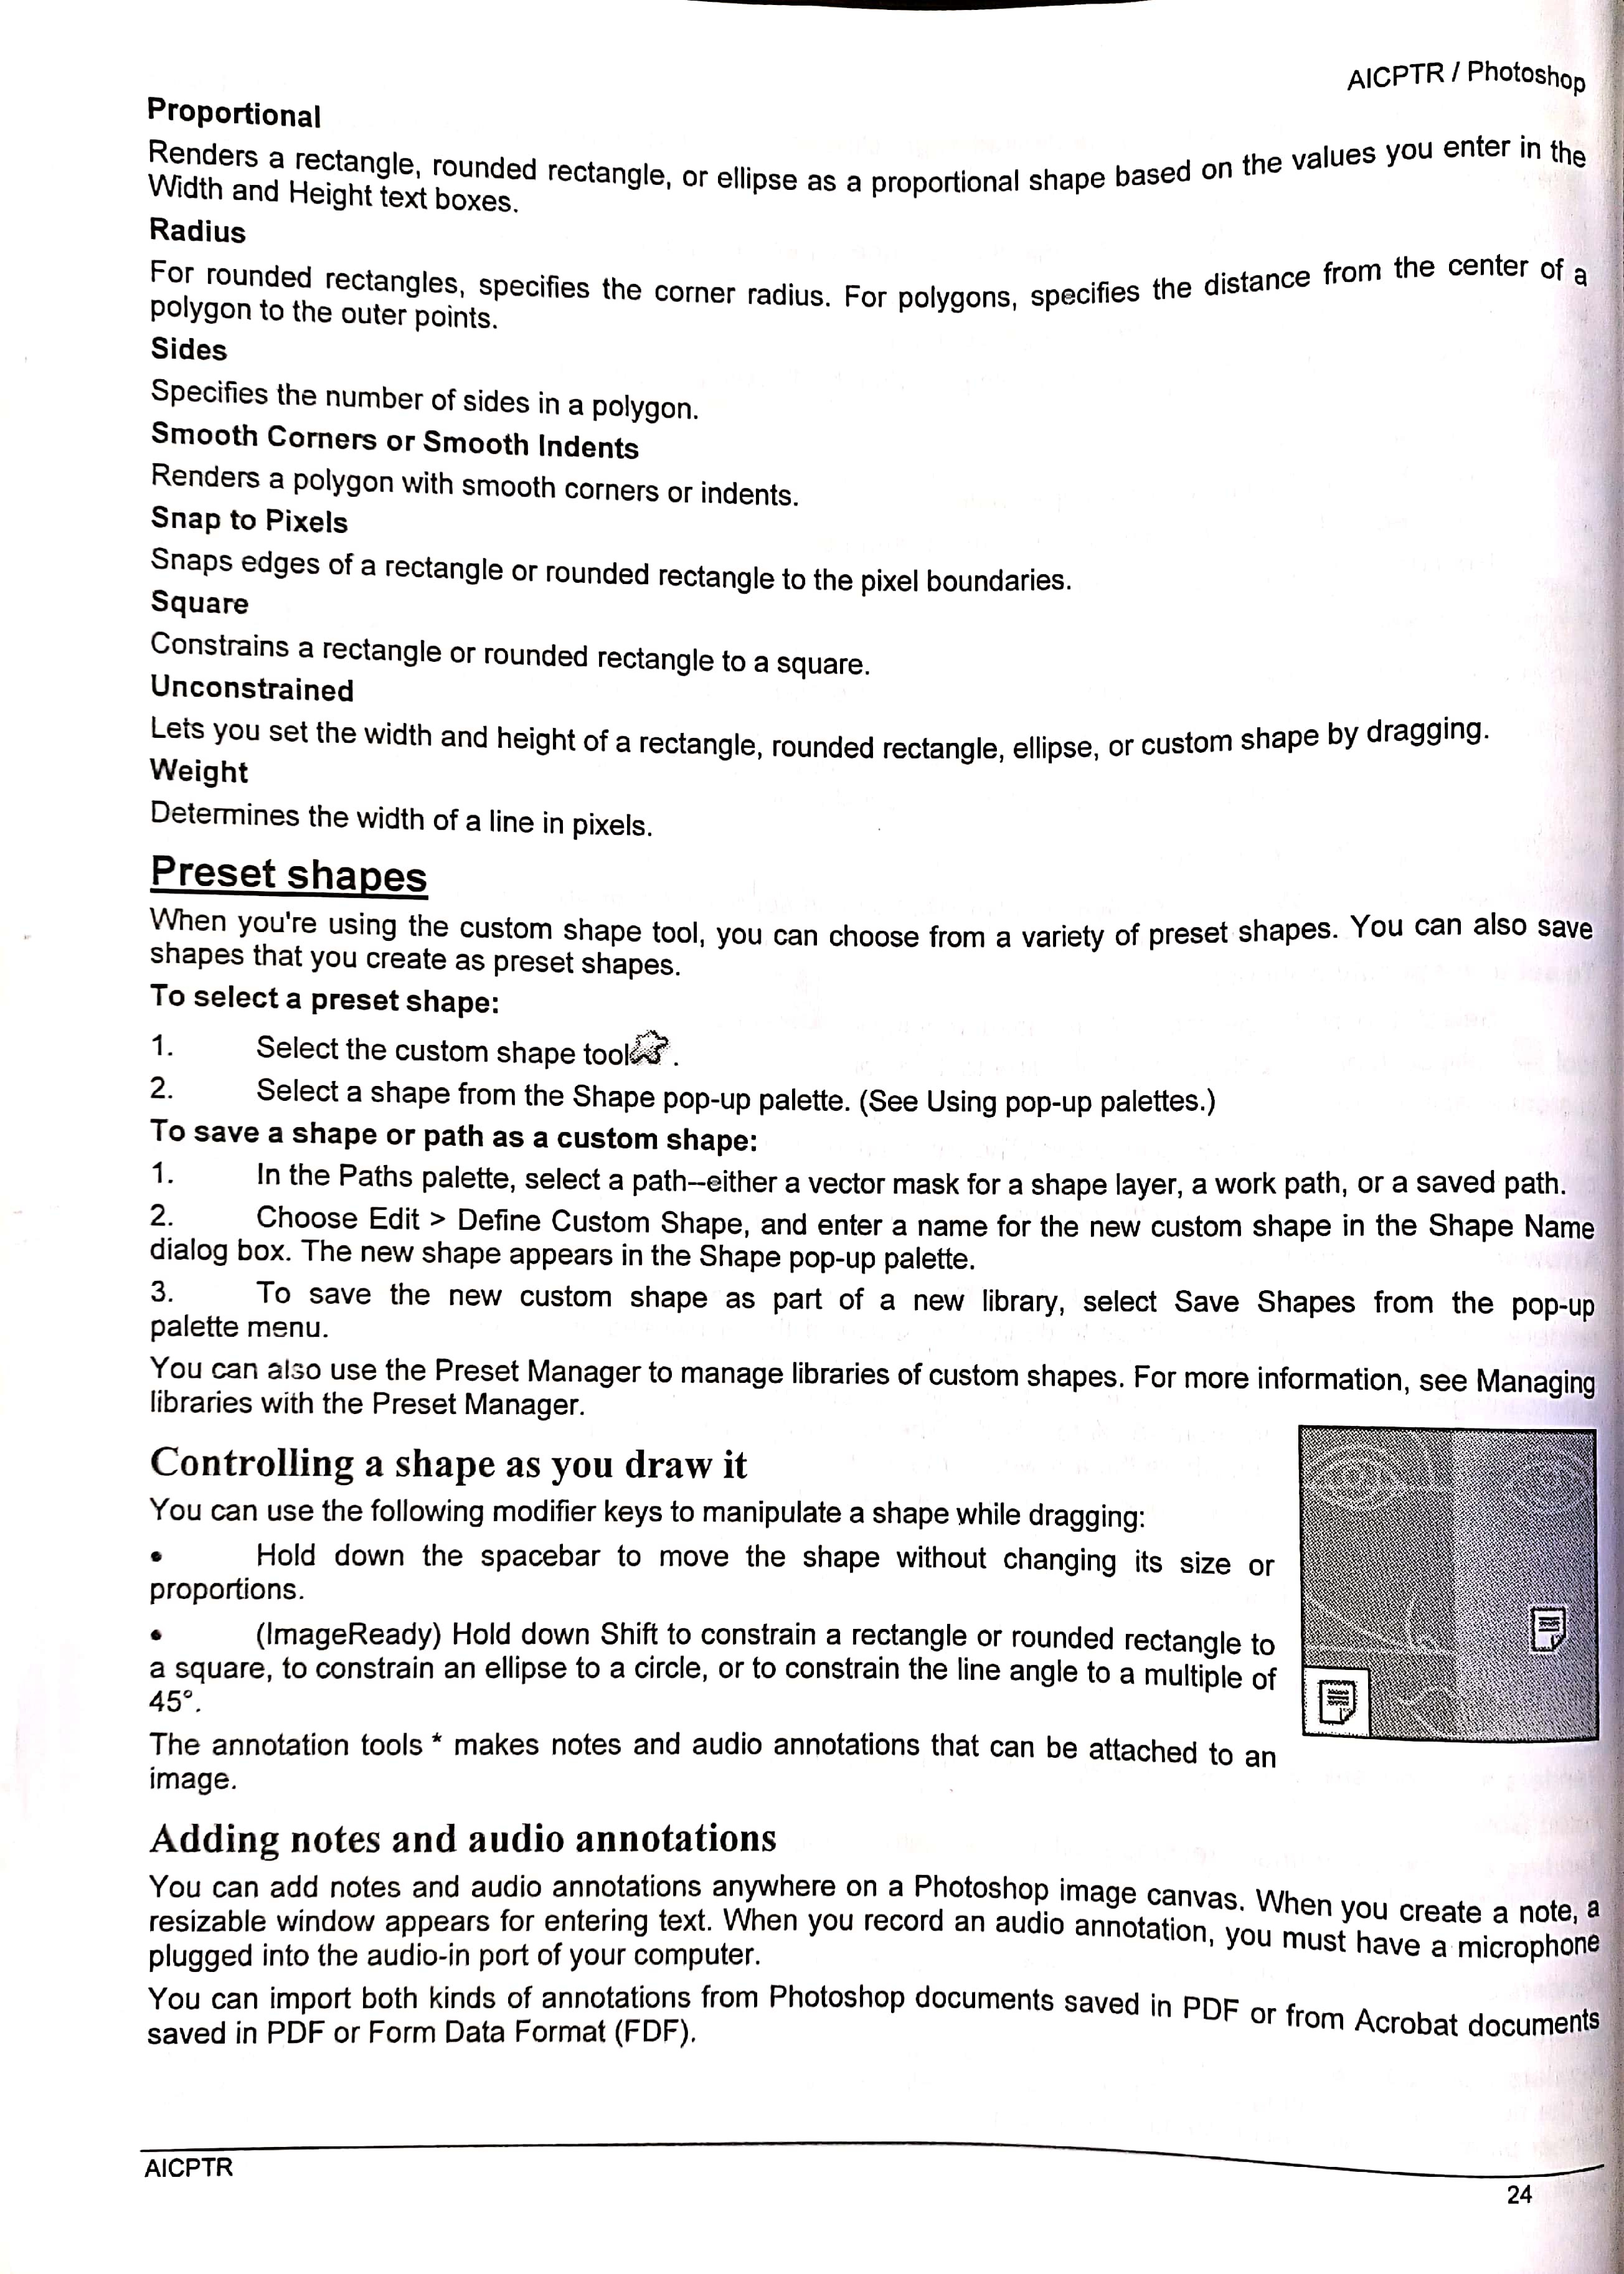 AICPTR / Photoshop
Proportional
Renders a rectangle, rounded rectangle, or ellipse as a proportional shape based on the values you enter in the
Width and Height text boxes.
Radius
For rounded rectangles, specifies the corner radius. For polygons, specifies the distance from the center of a
polygon to the outer points.
Sides
Specifies the number of sides in a polygon.
Smooth Corners or Smooth Indents
Renders a polygon with smooth corners or indents.
Snap to Pixels
Snaps edges of a rectangle or rounded rectangle to the pixel boundaries.
Square
Constrains a rectangle or rounded rectangle to a square.
Unconstrained
Lets you set the width and height of a rectangle, rounded rectangle, ellipse, or custom shape by dragging.
Weight
Determines the width of a line in pixels.
Preset shapes
When you're using the custom shape tool, you can choose from a variety of preset shapes. You can also save
shapes that you create as preset shapes.
To select a preset shape:
1. Select the custom shape tool .
2. Select a shape from the Shape pop-up palette. (See Using pop-up palettes.)
To save a shape or path as a custom shape:
1. In the Paths palette, select a path--either a vector mask for a shape layer, a work path, or a saved path.
2. Choose Edit > Define Custom Shape, and enter a name for the new custom shape in the Shape Name
dialog box. The new shape appears in the Shape pop-up palette.
3. To save the new custom shape as part of a new library, select Save Shapes from the pop-up
palette menu.
You can also use the Preset Manager to manage libraries of custom shapes. For more information, see Managing
libraries with the Preset Manager.
Controlling a shape as you draw it
You can use the following modifier keys to manipulate a shape while dragging:
• Hold down the spacebar to move the shape without changing its size or
proportions.
• (ImageReady) Hold down Shift to constrain a rectangle or rounded rectangle to
a square, to constrain an ellipse to a circle, or to constrain the line angle to a multiple of
45°.
The annotation tools * makes notes and audio annotations that can be attached to an
image.
Adding notes and audio annotations
You can add notes and audio annotations anywhere on a Photoshop image canvas. When you create a note, a
resizable window appears for entering text. When you record an audio annotation, you must have a microphone
plugged into the audio-in port of your computer.
You can import both kinds of annotations from Photoshop documents saved in PDF or from Acrobat documents
saved in PDF or Form Data Format (FDF).
AICPTR
24